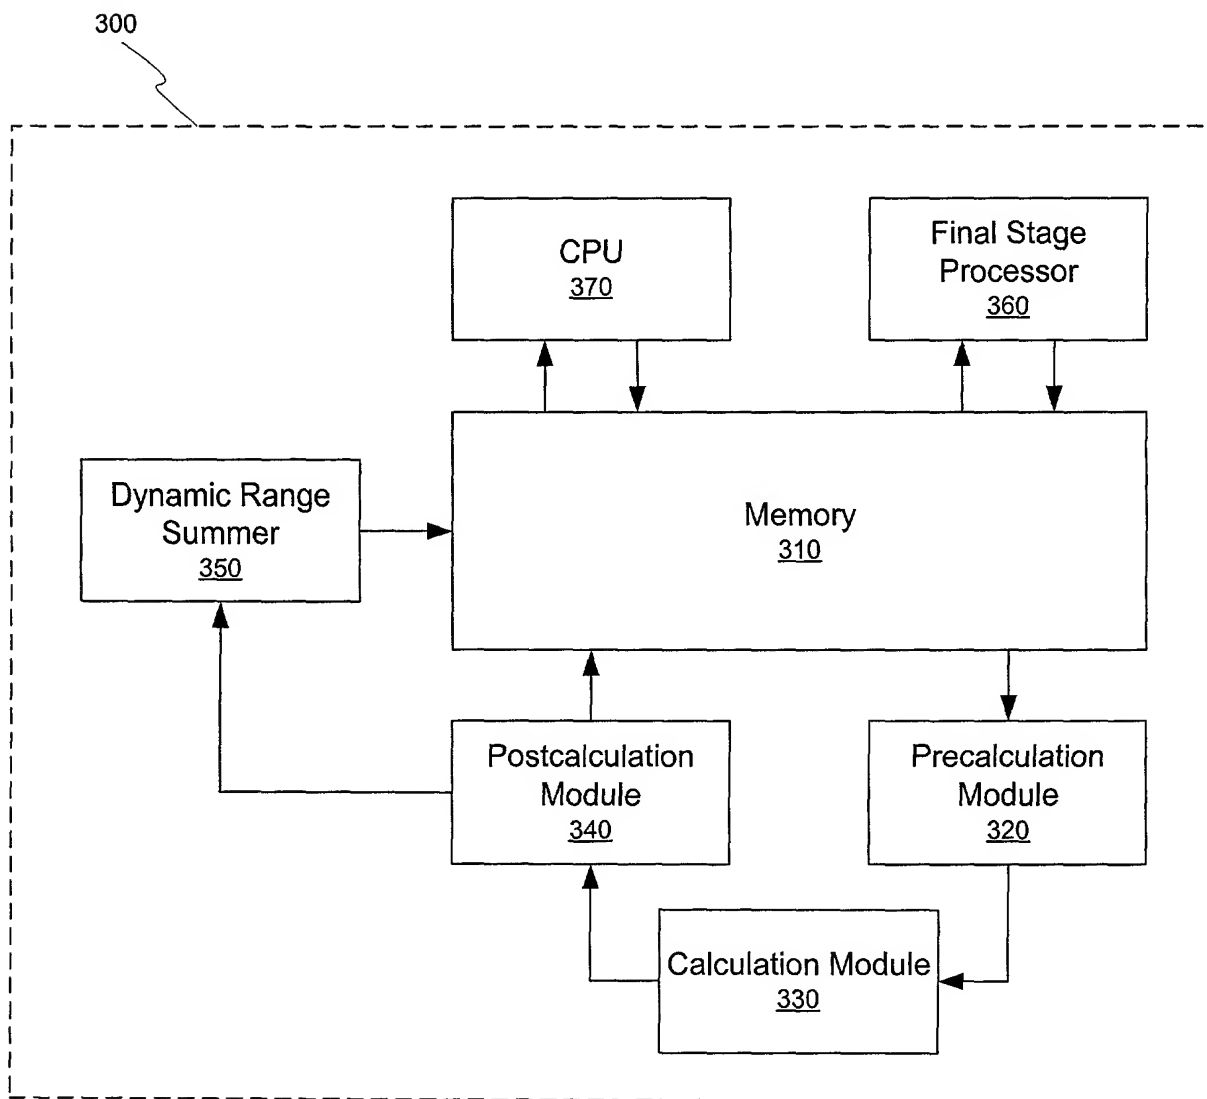 300
CPU
370
Final Stage
Processor
360
Dynamic Range
Summer
350
Memory
310
Postcalculation
Module
340
Precalculation
Module
320
Calculation Module
330